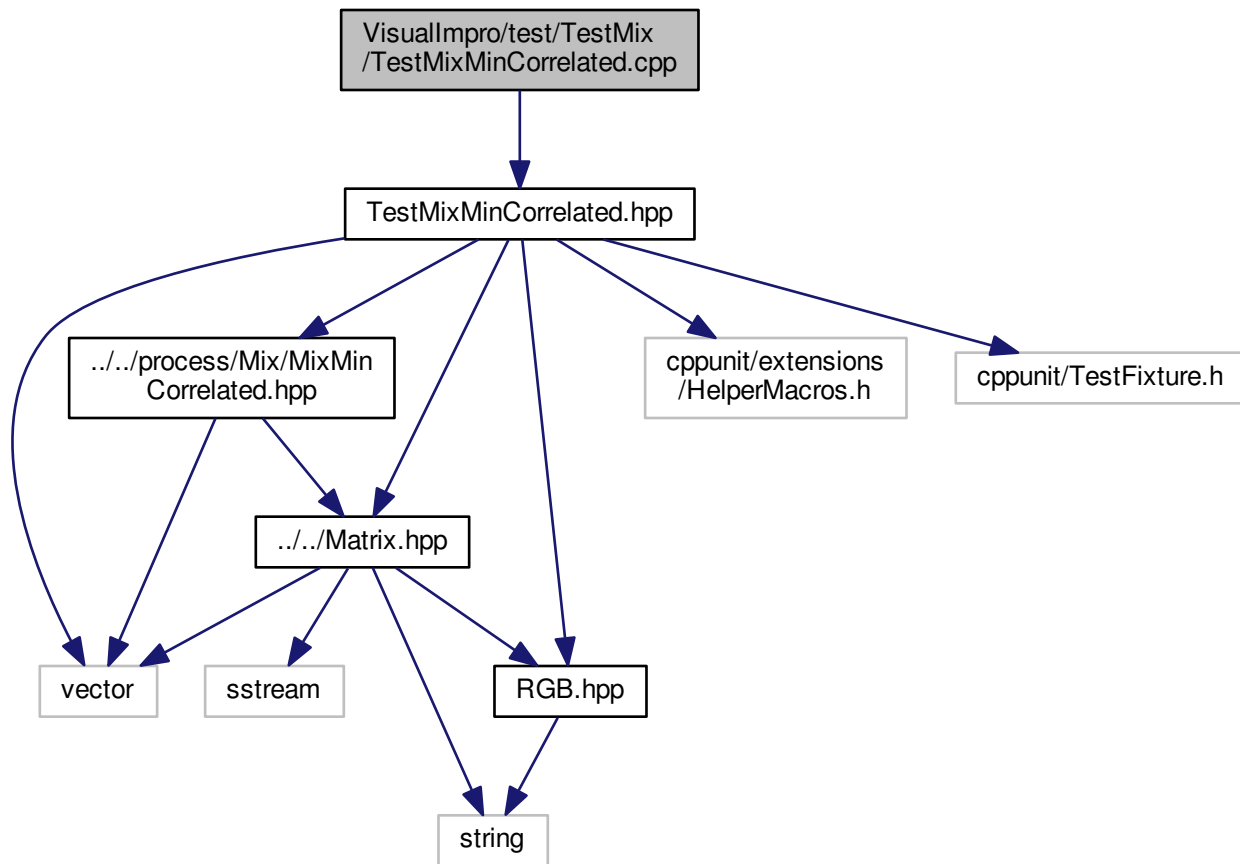 VisualImpro/test/TestMix
/TestMixMinCorrelated.cpp
TestMixMinCorrelated.hpp
../../process/Mix/MixMin
Correlated.hpp
cppunit/extensions
/HelperMacros.h
cppunit/TestFixture.h
../../Matrix.hpp
vector
sstream
RGB.hpp
string